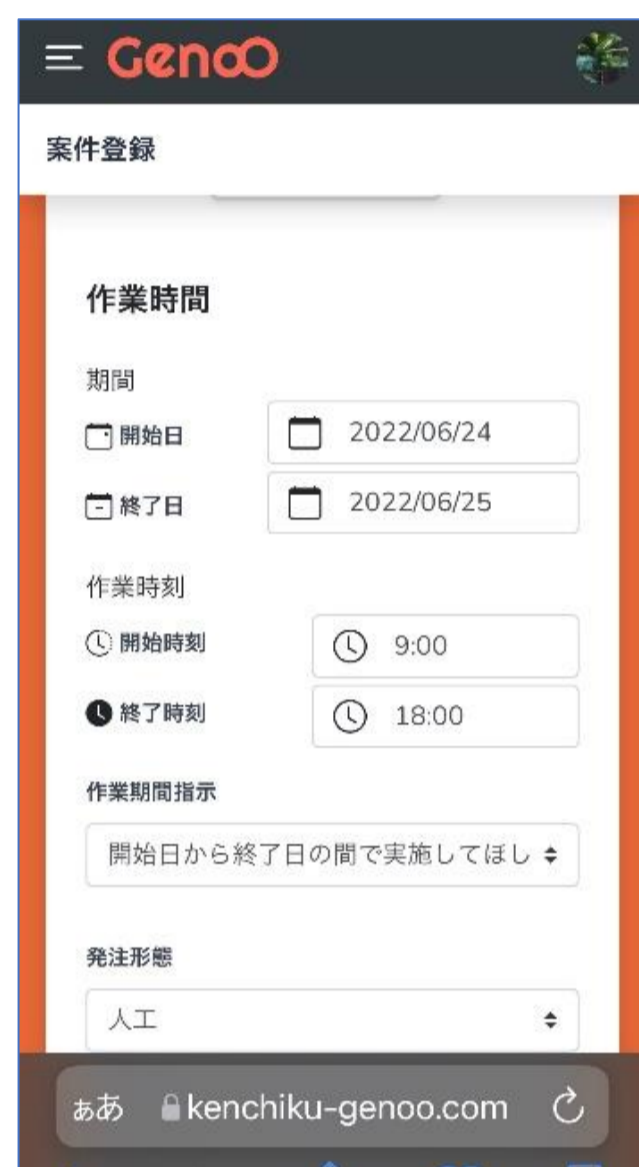 Genoo
案件登録
作業時間
期間
開始日 2022/06/24
終了日 2022/06/25
作業時刻
開始時刻 9:00
終了時刻 18:00
作業期間指示
開始日から終了日の間で実施してほし
発注形態
人工
ぁあ kenchiku-genoo.com